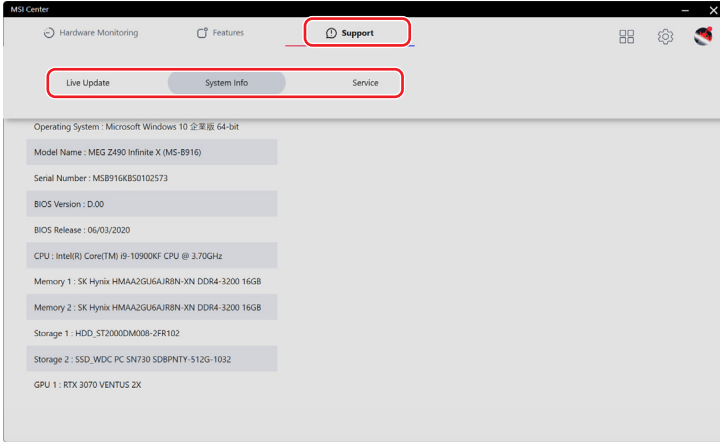 MSI Center
Hardware Monitoring
Features
Support
Live Update
System Info
Service
Operating System : Microsoft Windows 10 企業版 64-bit
Model Name : MEG Z490 Infinite X (MS-B916)
Serial Number : MSB916KBS0102573
BIOS Version : D.00
BIOS Release : 06/03/2020
CPU : Intel(R) Core(TM) i9-10900KF CPU @ 3.70GHz
Memory 1 : SK Hynix HMAA2GU6AJR8N-XN DDR4-3200 16GB
Memory 2 : SK Hynix HMAA2GU6AJR8N-XN DDR4-3200 16GB
Storage 1 : HDD_ST2000DM008-2FR102
Storage 2 : SSD_WDC PC SN730 SDBPNTY-512G-1032
GPU 1 : RTX 3070 VENTUS 2X